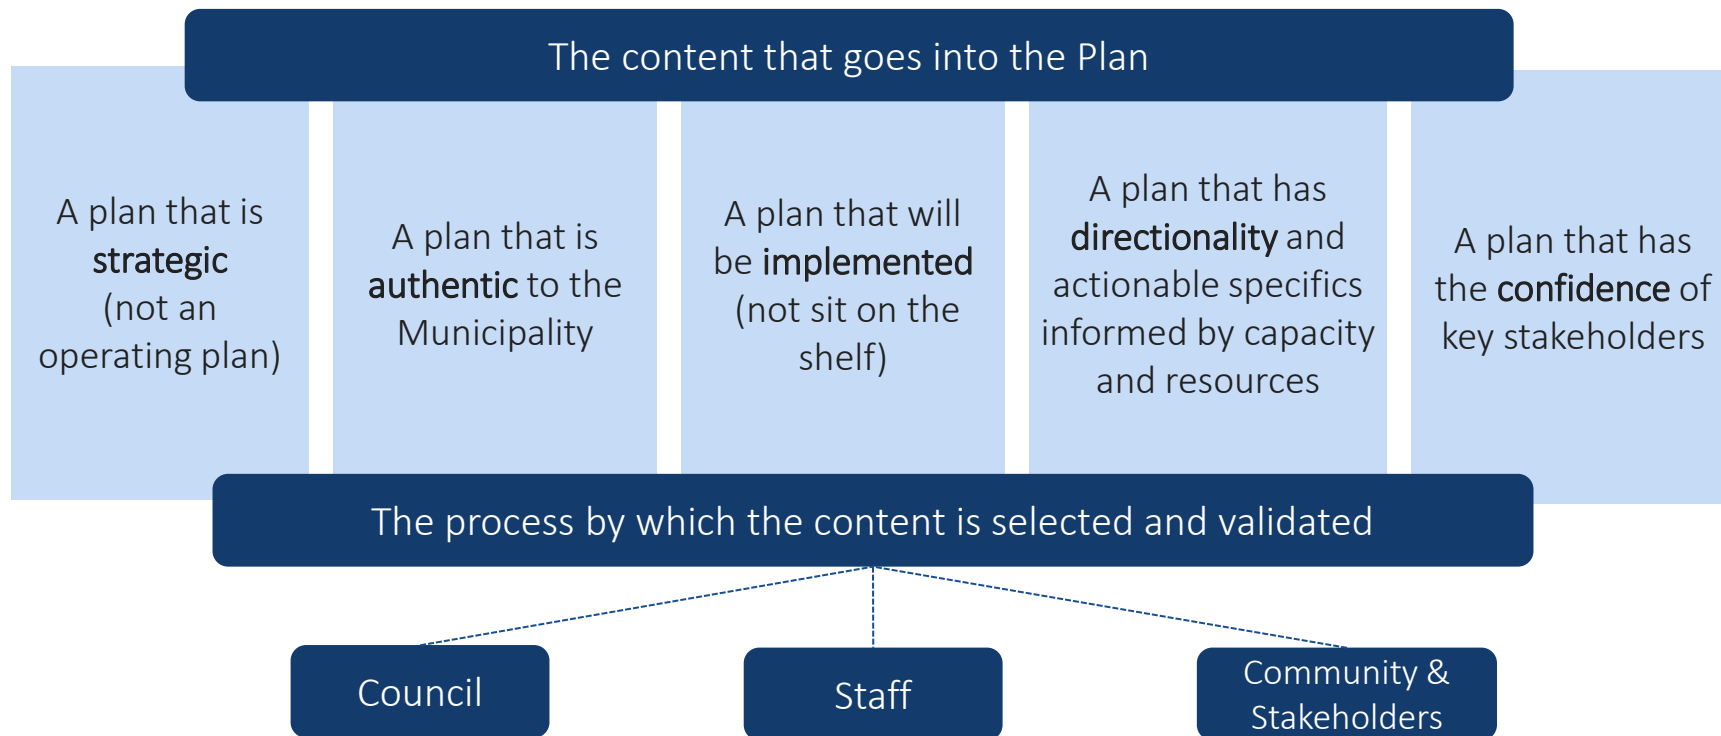 The content that goes into the Plan
A plan that is
strategic
(not an
operating plan)
A plan that is
authentic to the
Municipality
A plan that will
be implemented
(not sit on the
shelf)
A plan that has
directionality and
actionable specifics
informed by capacity
and resources
A plan that has
the confidence of
key stakeholders
The process by which the content is selected and validated
Council
Staff
Community &
Stakeholders